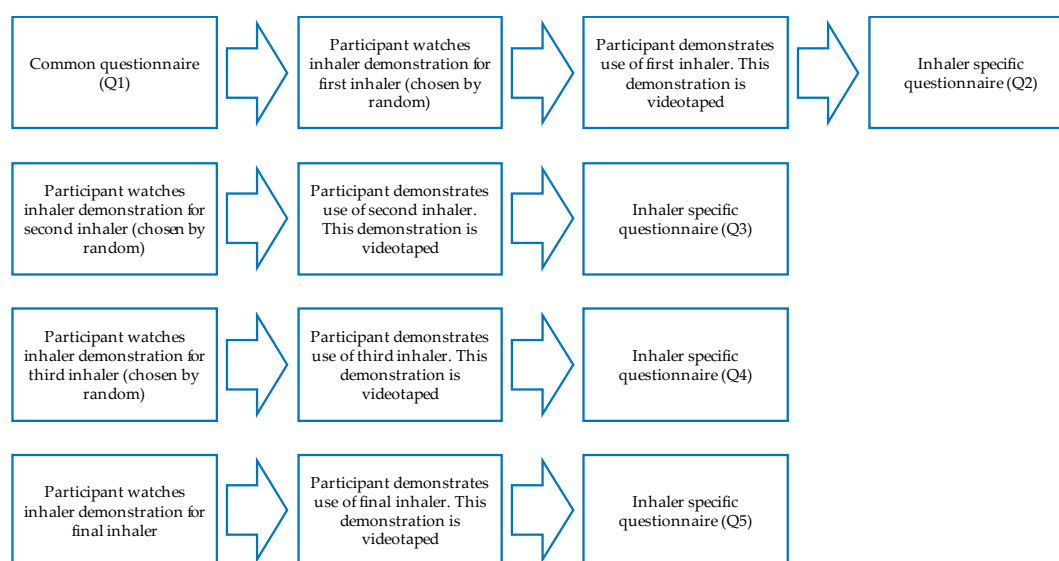 Common questionnaire
(Q1)
Participant watches
inhaler demonstration for
first inhaler (chosen by
random)
Participant demonstrates
use of first inhaler. This
demonstration is
videotaped
Inhaler specific
questionnaire (Q2)
Participant watches
inhaler demonstration for
second inhaler (chosen by
random)
Participant demonstrates
use of second inhaler.
This demonstration is
videotaped
Inhaler specific
questionnaire (Q3)
Participant watches
inhaler demonstration for
third inhaler (chosen by
random)
Participant demonstrates
use of third inhaler. This
demonstration is
videotaped
Inhaler specific
questionnaire (Q4)
Participant watches
inhaler demonstration for
final inhaler
Participant demonstrates
use of final inhaler. This
demonstration is
videotaped
Inhaler specific
questionnaire (Q5)